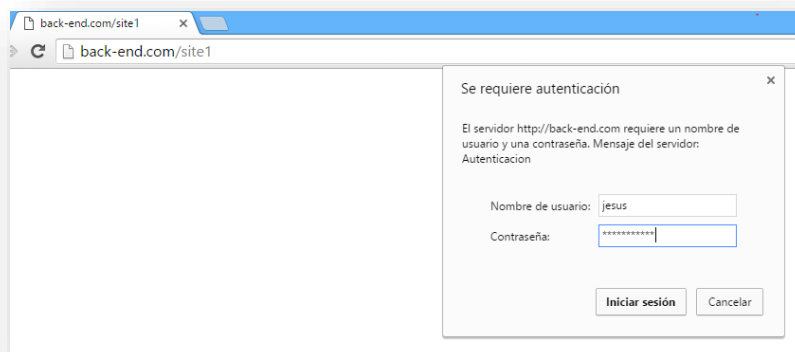 back-end.com/site1
back-end.com/site1
Se requiere autenticación
El servidor http://back-end.com requiere un nombre de
usuario y una contraseña. Mensaje del servidor:
Autenticacion
Nombre de usuario: jesus
Contraseña: ***********
Iniciar sesión Cancelar